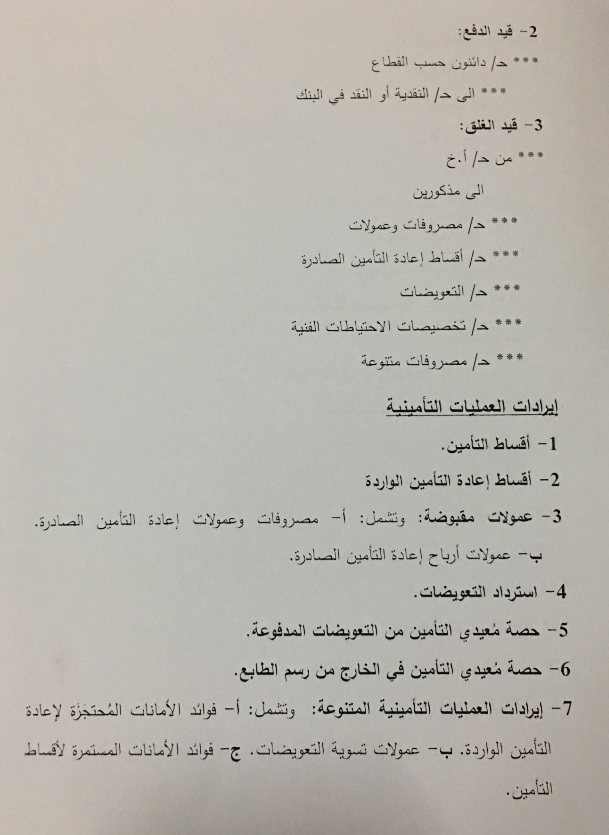 2- قيد الدفع:
*** حـ/ دائنون حسب القطاع
*** الى حـ/ النقدية أو النقد في البنك
3- قيد الغلق:
*** من حـ/ أ.خ
الى مذكورين
*** حـ/ مصروفات وعمولات
*** حـ/ أقساط إعادة التأمين الصادرة
*** حـ/ التعويضات
*** حـ/ تخصيصات الاحتياطات الفنية
*** حـ/ مصروفات متنوعة
إيرادات العمليات التأمينية
1- أقساط التأمين.
2- أقساط إعادة التأمين الواردة
3- عمولات مقبوضة: وتشمل: أ- مصروفات وعمولات إعادة التأمين الصادرة.
ب- عمولات أرباح إعادة التأمين الصادرة.
4- استرداد التعويضات.
5- حصة مُعيدي التأمين من التعويضات المدفوعة.
6- حصة مُعيدي التأمين في الخارج من رسم الطابع.
7- إيرادات العمليات التأمينية المتنوعة: وتشمل: أ- فوائد الأمانات المُحتجَزَة لإعادة
التأمين الواردة. ب- عمولات تسوية التعويضات. ج- فوائد الأمانات المستمرة لأقساط
التأمين.